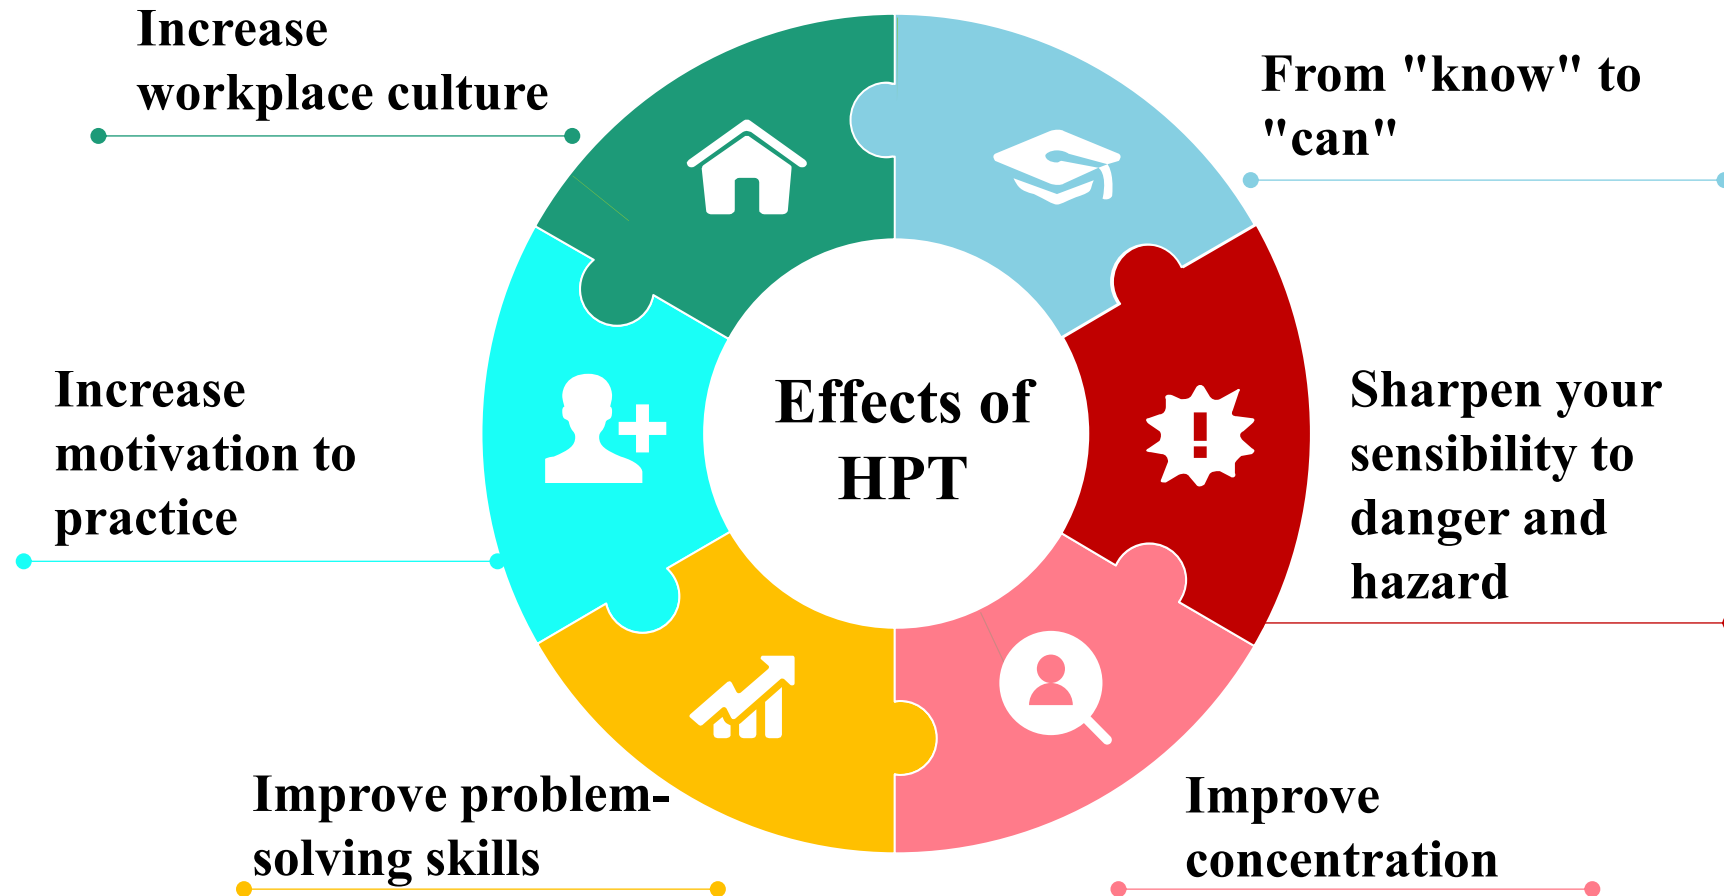 Increase
workplace culture
From "know" to
"can"
Increase
motivation to
practice
Effects of
HPT
Sharpen your
sensibility to
danger and
hazard
Improve problem-
solving skills
Improve
concentration